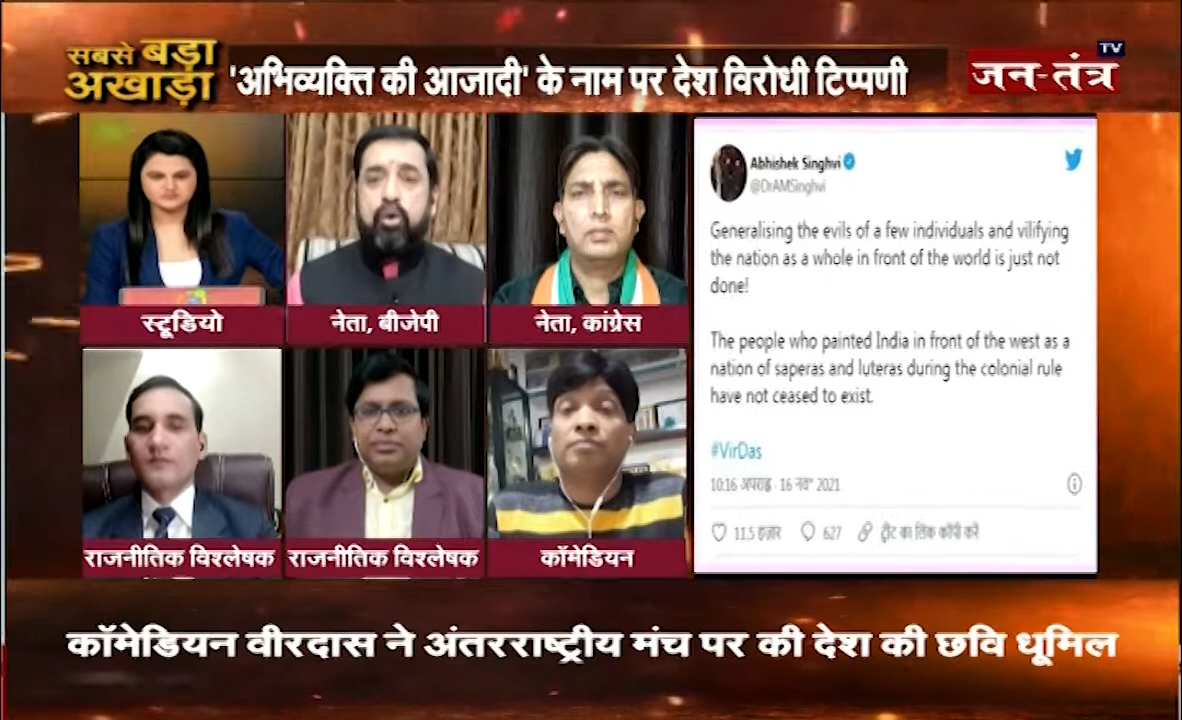 सबसे बड़ा
अखाड़ा
'अभिव्यक्ति की आजादी' के नाम पर देश विरोधी टिप्पणी
जन-तंत्र
TV
स्टूडियो
नेता, बीजेपी
नेता, कांग्रेस
राजनीतिक विश्लेषक
राजनीतिक विश्लेषक
कॉमेडियन
Abhishek Singhvi
@DrAMSinghvi
Generalising the evils of a few individuals and vilifying
the nation as a whole in front of the world is just not
done!
The people who painted India in front of the west as a
nation of saperas and luteras during the colonial rule
have not ceased to exist.
#VirDas
10:16 अपराह्न · 16 नव॰ 2021
11.5 हज़ार 627 ट्वीट का लिंक कॉपी करें
कॉमेडियन वीरदास ने अंतरराष्ट्रीय मंच पर की देश की छवि धूमिल